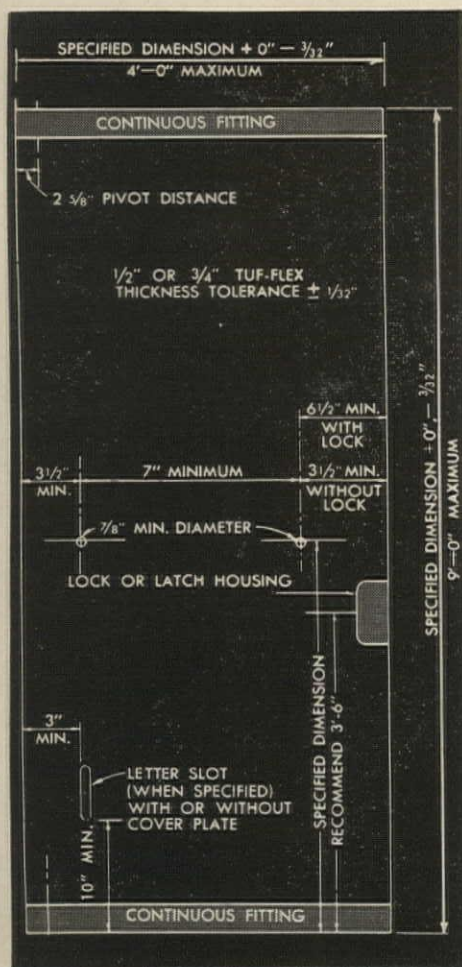 SPECIFIED DIMENSION + 0" – 3/32"
4'–0" MAXIMUM
CONTINUOUS FITTING
2 5/8" PIVOT DISTANCE
1/2" OR 3/4" TUF-FLEX
THICKNESS TOLERANCE ± 1/32"
6 1/2" MIN.
WITH
LOCK
3 1/2"
MIN.
7" MINIMUM
3 1/2" MIN.
WITHOUT
LOCK
7/8" MIN. DIAMETER
LOCK OR LATCH HOUSING
SPECIFIED DIMENSION
RECOMMEND 3'-6"
SPECIFIED DIMENSION + 0", – 3/32"
9'–0" MAXIMUM
3"
MIN.
LETTER SLOT
(WHEN SPECIFIED)
WITH OR WITHOUT
COVER PLATE
10" MIN.
CONTINUOUS FITTING